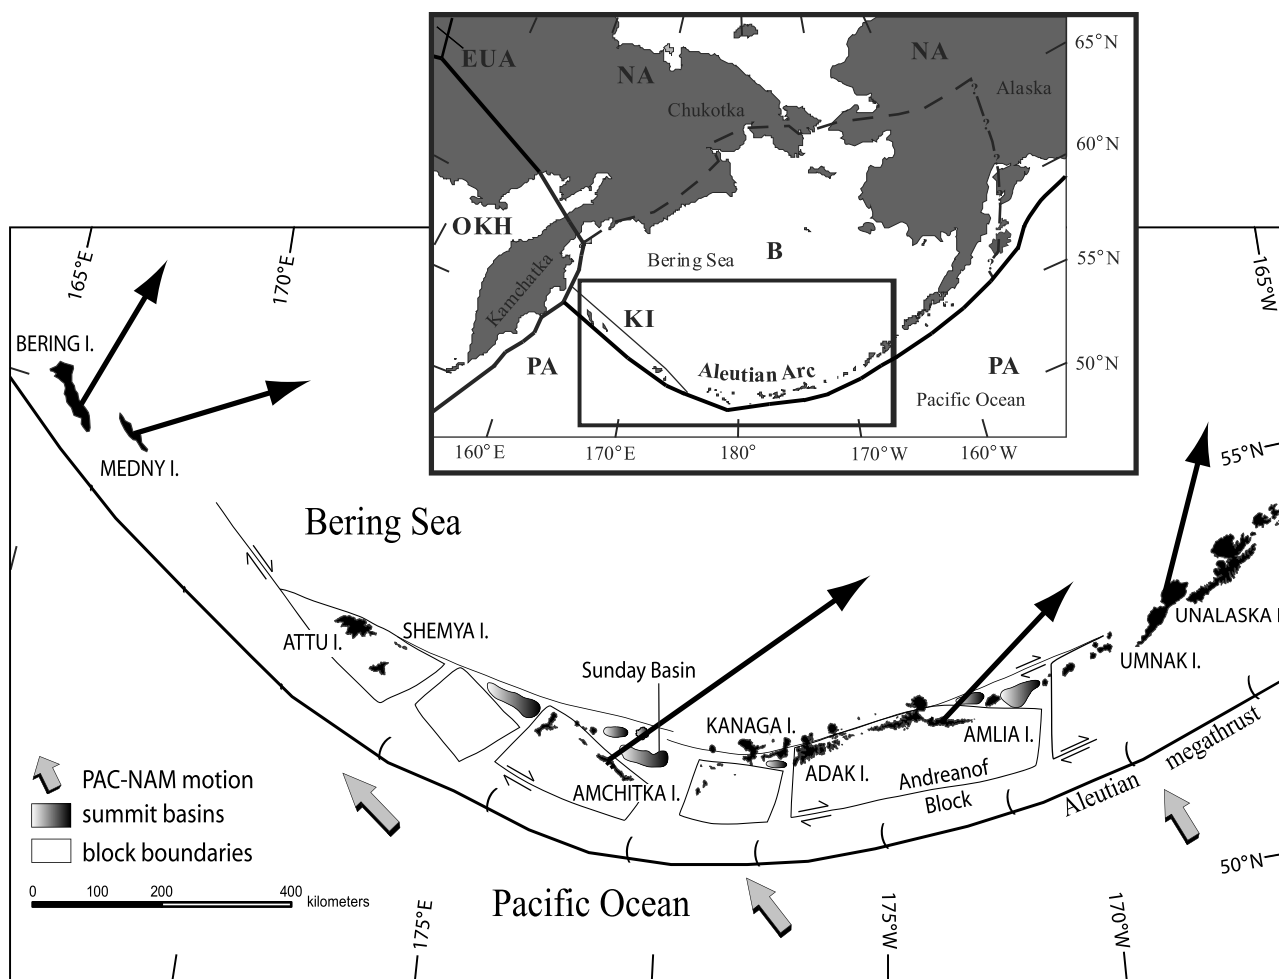 EUA
NA
NA
65°N
Chukotka
Alaska
?
?
60°N
?
OKH
B
Bering Sea
55°N
?
Kamchatka
KI
PA
Aleutian Arc
PA
50°N
Pacific Ocean
160°E
170°E
180°
170°W
160°W
165°E
170°E
165°W
BERING I.
MEDNY I.
55°N
Bering Sea
ATTU I.
SHEMYA I.
Sunday Basin
UNALASKA I
UMNAK I.
KANAGA I.
AMLIA I.
ADAK I.
AMCHITKA I.
Andreanof
Block
Aleutian megathrust
PAC-NAM motion
summit basins
block boundaries
0 100 200 400 kilometers
50°N
Pacific Ocean
175°E
175°W
170°W